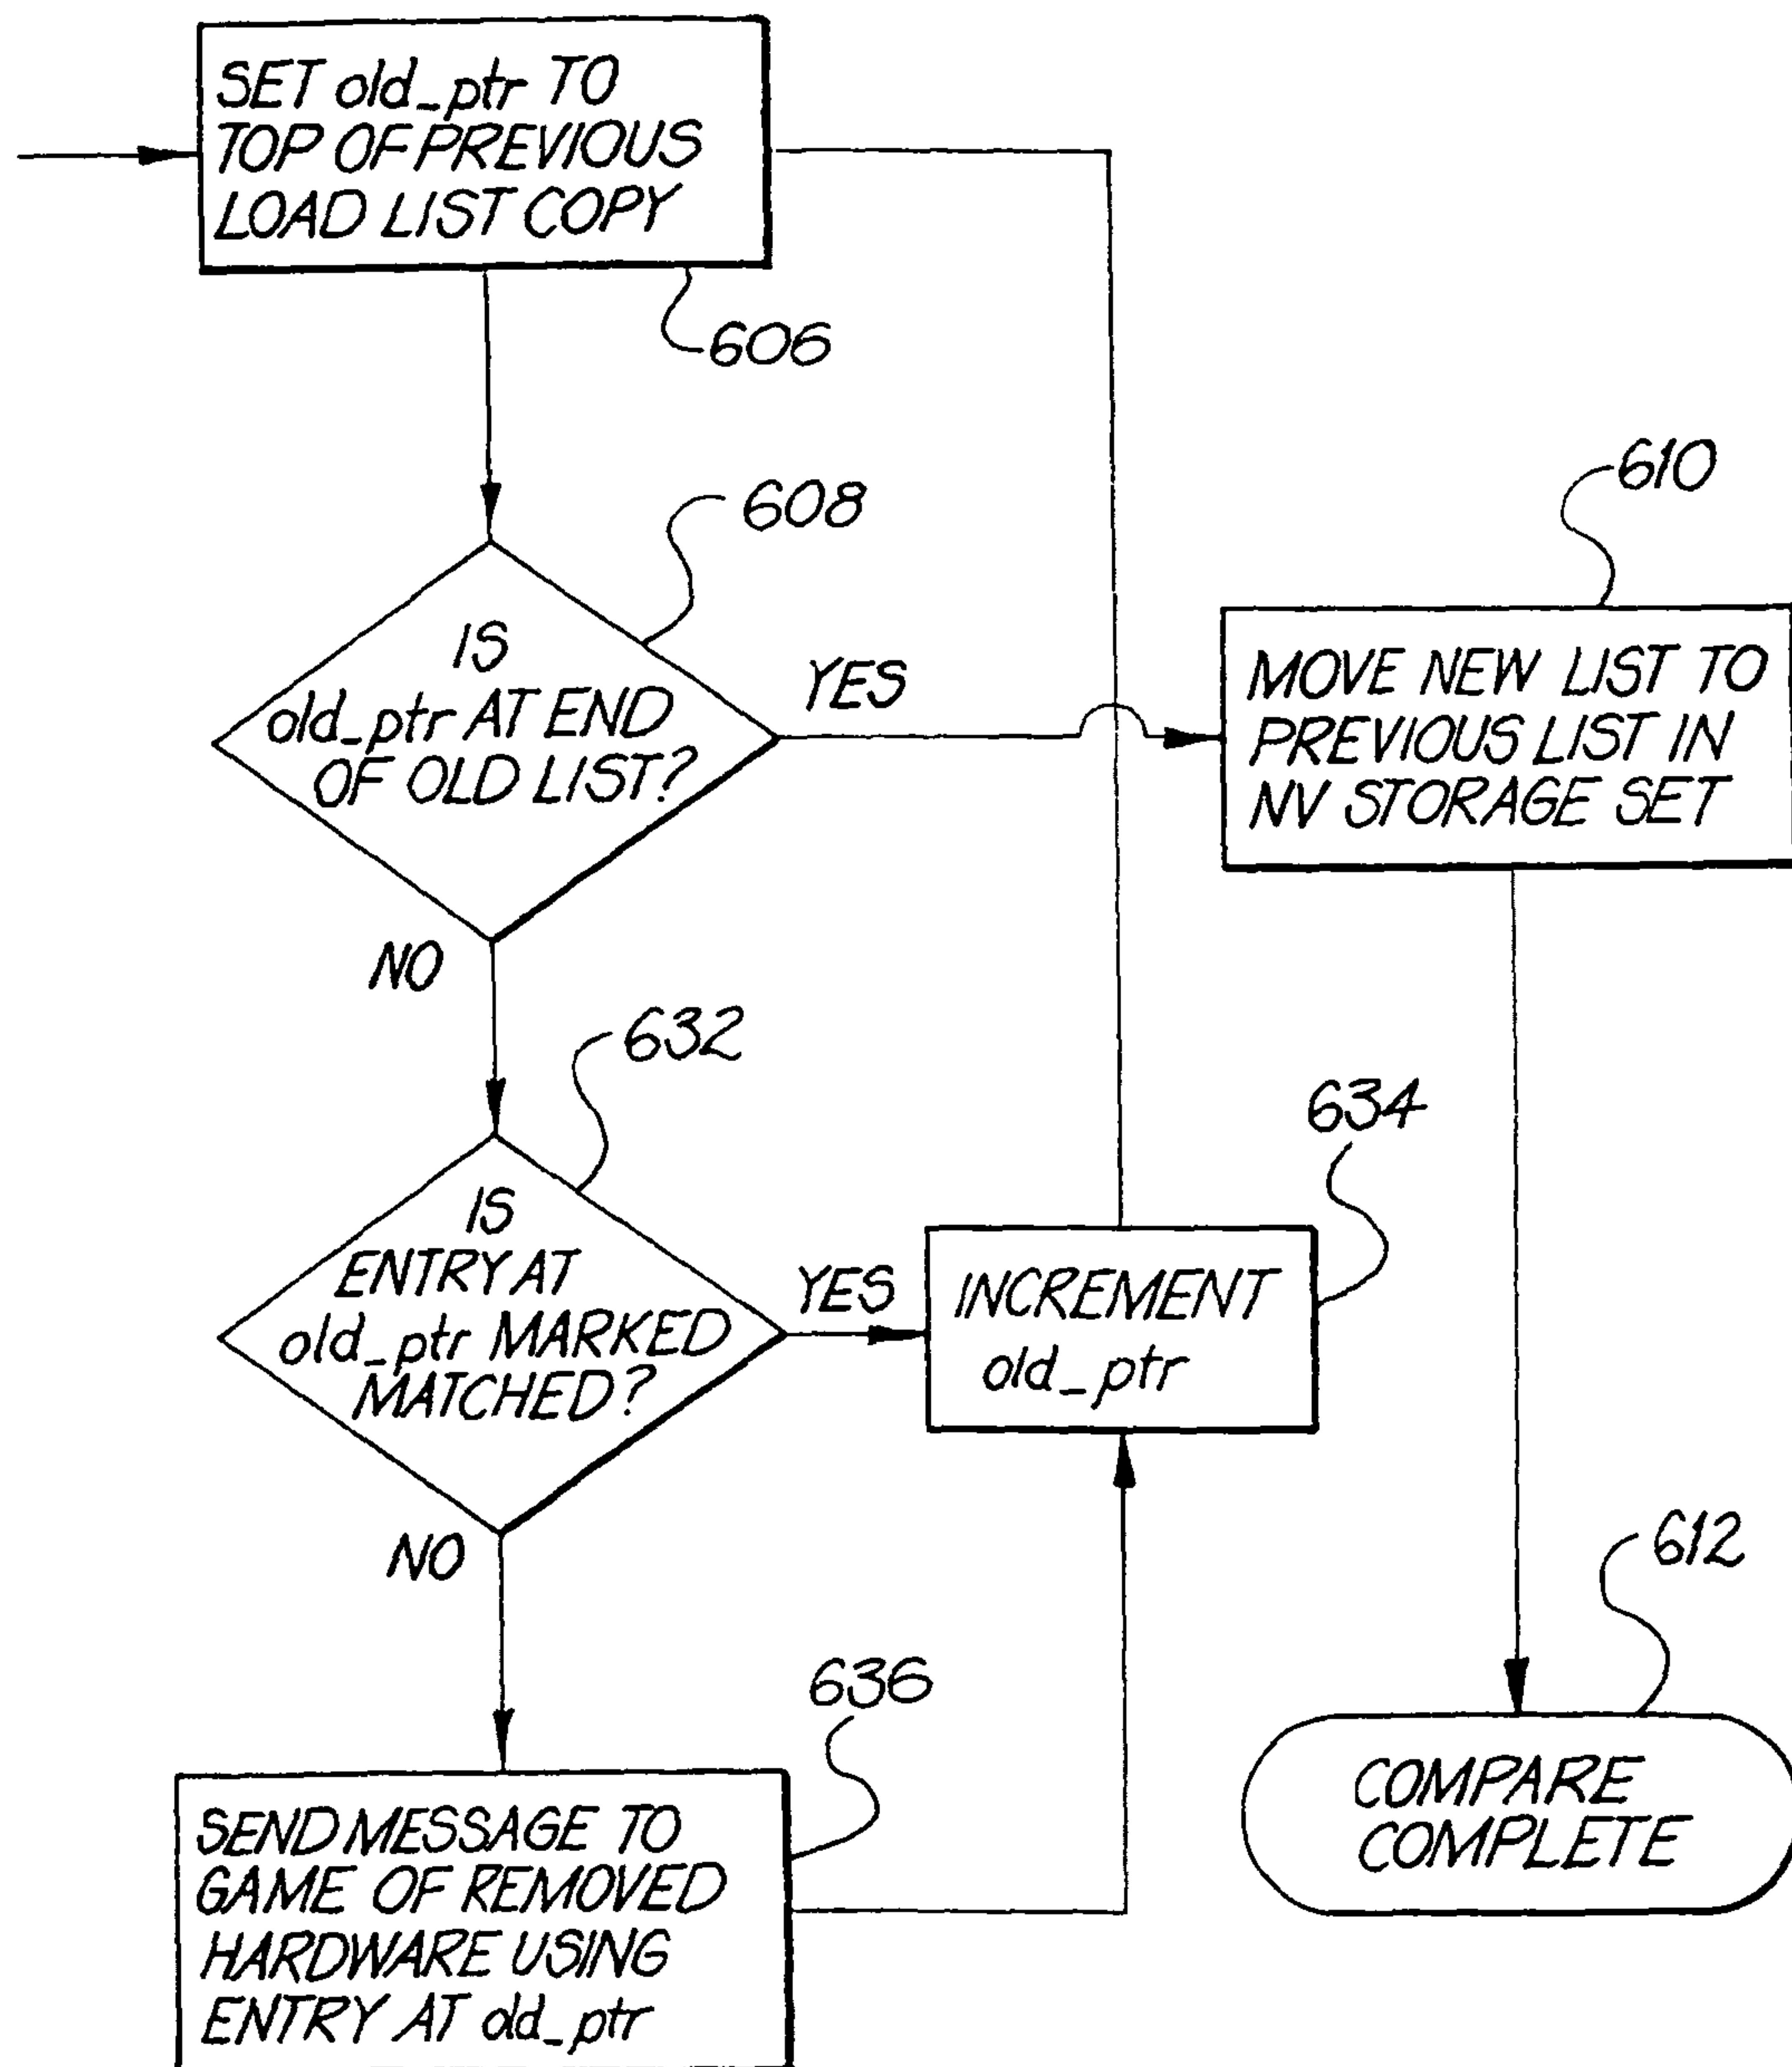 SET old_ptr TO
TOP OF PREVIOUS
LOAD LIST COPY
606
608
610
IS
old_ptr AT END
OF OLD LIST?
YES
MOVE NEW LIST TO
PREVIOUS LIST IN
NV STORAGE SET
NO
632
634
IS
ENTRY AT
old_ptr MARKED
MATCHED?
YES
INCREMENT
old_ptr
NO
612
636
SEND MESSAGE TO
GAME OF REMOVED
HARDWARE USING
ENTRY AT old_ptr
COMPARE
COMPLETE